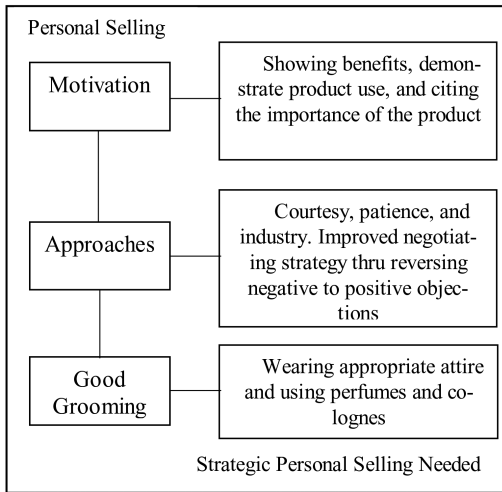 Personal Selling
Motivation
Showing benefits, demon-
strate product use, and citing
the importance of the product
Approaches
Courtesy, patience, and
industry. Improved negotiat-
ing strategy thru reversing
negative to positive objec-
tions
Good
Grooming
Wearing appropriate attire
and using perfumes and co-
lognes
Strategic Personal Selling Needed